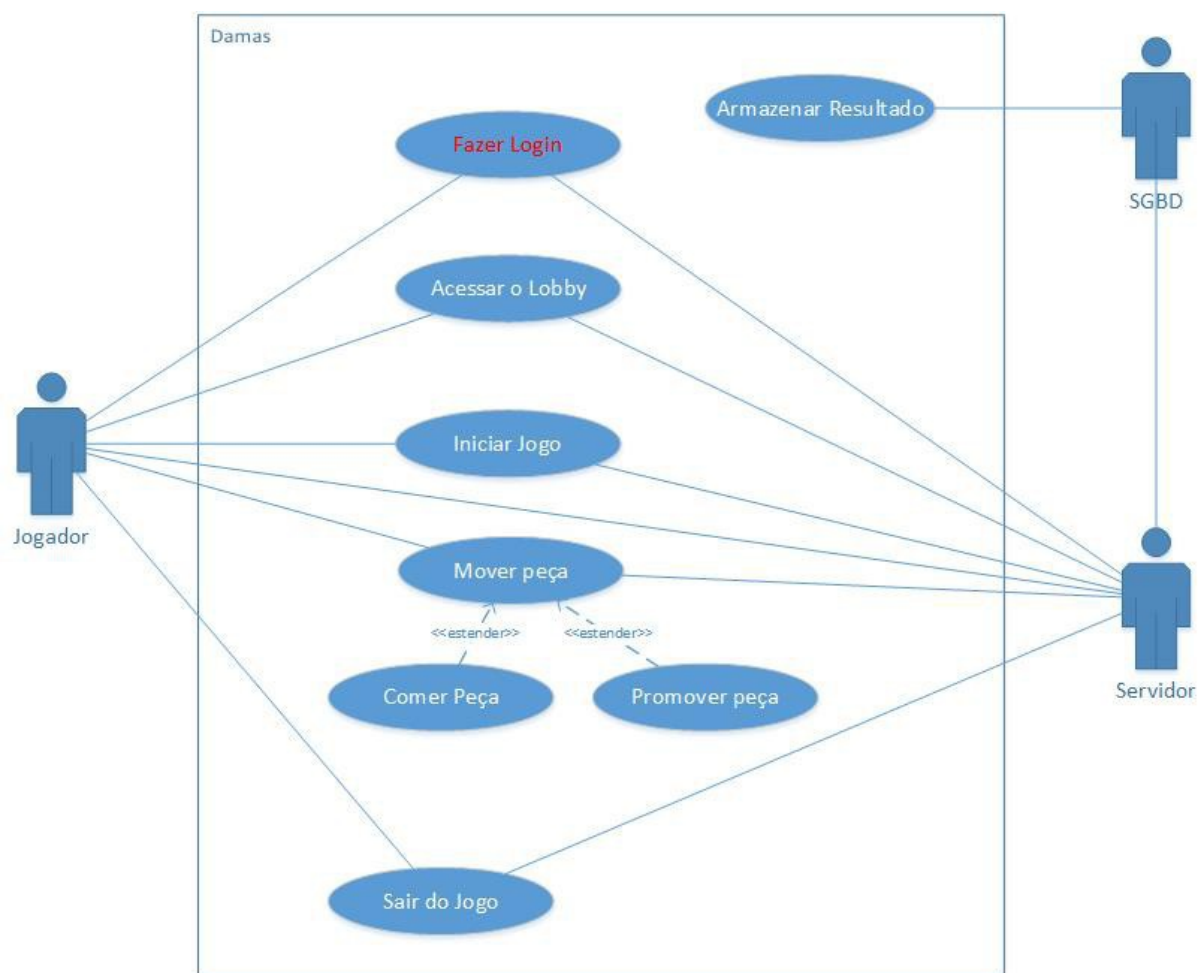 Damas
Armazenar Resultado
Fazer Login
SGBD
Acessar o Lobby
Iniciar Jogo
Jogador
Mover peça
<<estender>>
<<estender>>
Comer Peça
Promover peça
Servidor
Sair do Jogo